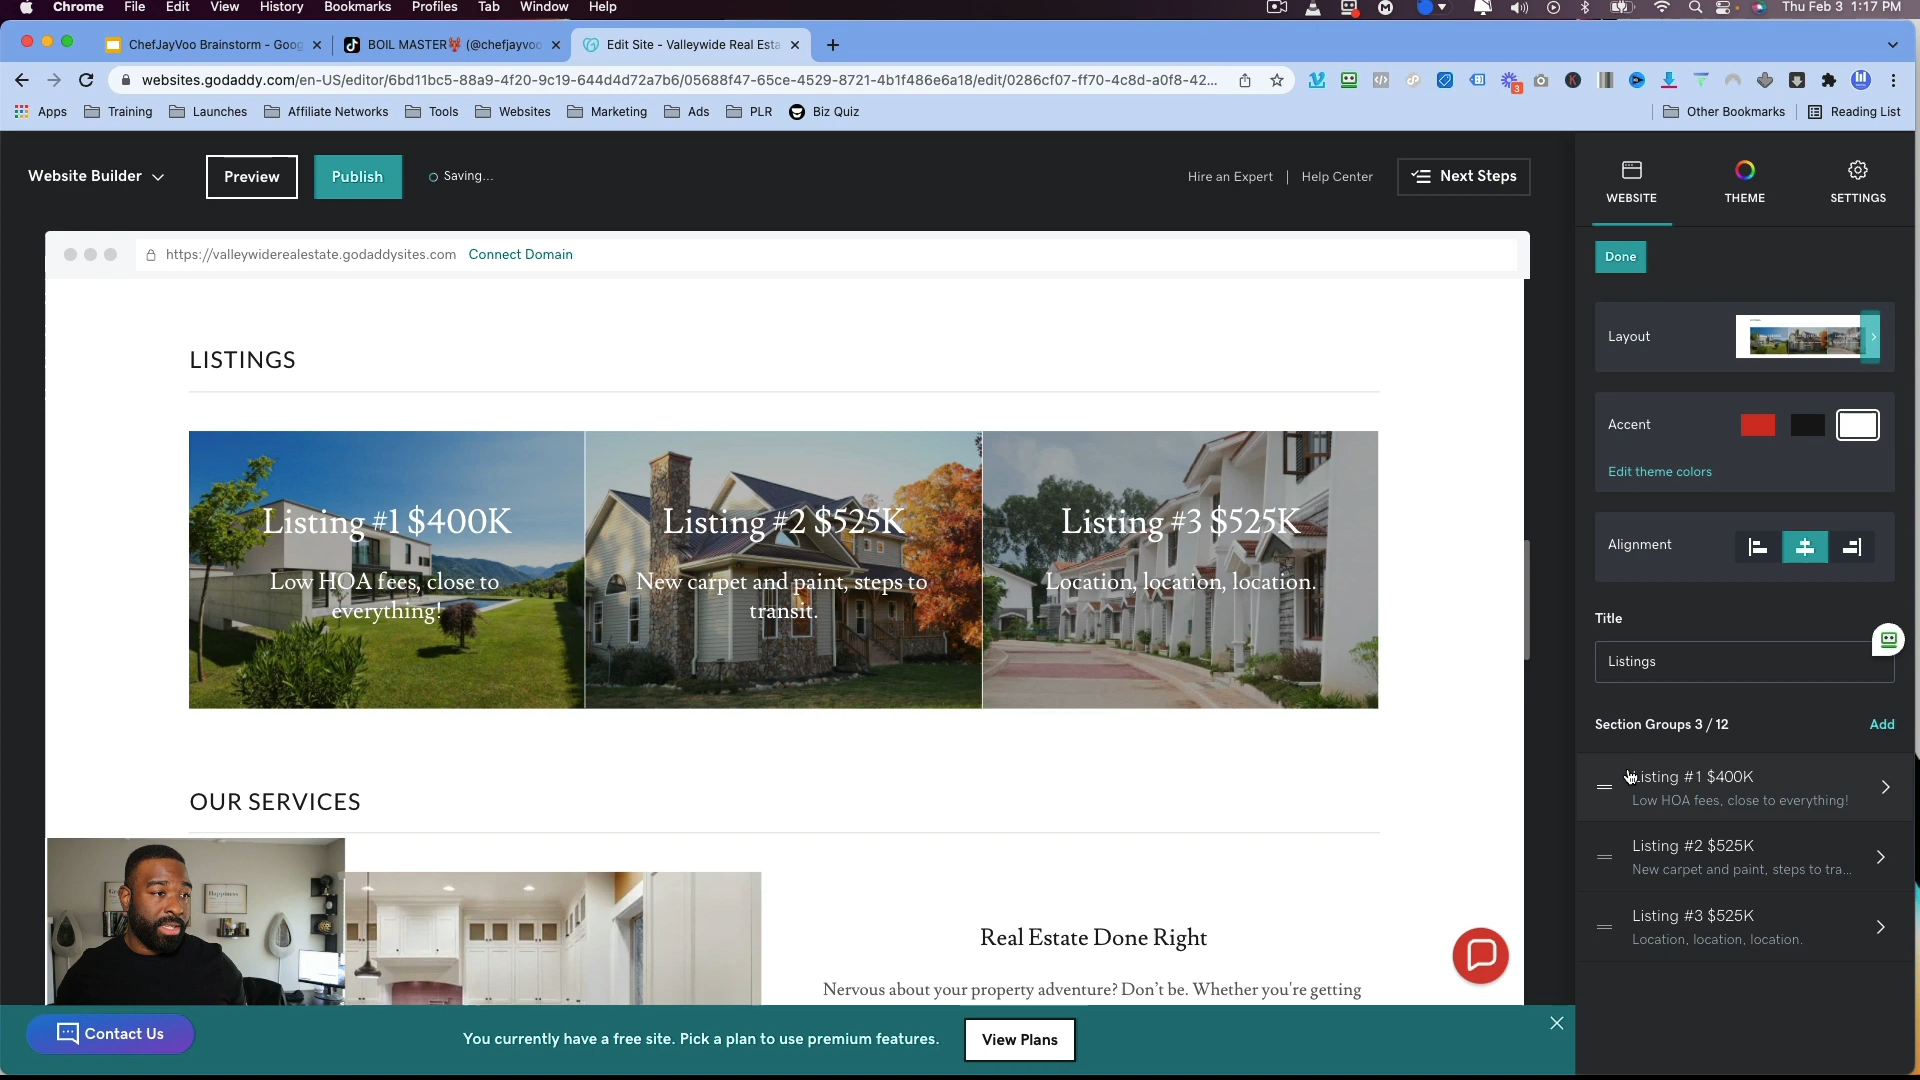 Chrome File Edit View History Bookmarks Profiles Tab Window Help
Thu Feb 3 1:17 PM
ChefJayVoo Brainstorm - Goog
BOIL MASTER🦞 (@chefjayvoo
Edit Site - Valleywide Real Esta
websites.godaddy.com/en-US/editor/6bd11bc5-88a9-4f20-9c19-644d4d72a7b6/05688f47-65ce-4529-8721-4b1f486e6a18/edit/0286cf07-ff70-4c8d-a0f8-42...
3
Apps Training Launches Affiliate Networks Tools Websites Marketing Ads PLR Biz Quiz Other Bookmarks Reading List
Website Builder
Preview
Publish
Saving...
Hire an Expert | Help Center
Next Steps
WEBSITE
THEME
SETTINGS
https://valleywiderealestate.godaddysites.com Connect Domain
Done
Layout
Accent
Edit theme colors
Alignment
Title
Listings
Section Groups 3 / 12
Add
Listing #1 $400K
Low HOA fees, close to everything!
Listing #2 $525K
New carpet and paint, steps to tra...
Listing #3 $525K
Location, location, location.
LISTINGS
Listing #1 $400K
Low HOA fees, close to
everything!
Listing #2 $525K
New carpet and paint, steps to
transit.
Listing #3 $525K
Location, location, location.
OUR SERVICES
Real Estate Done Right
Nervous about your property adventure? Don't be. Whether you're getting
Contact Us
You currently have a free site. Pick a plan to use premium features.
View Plans